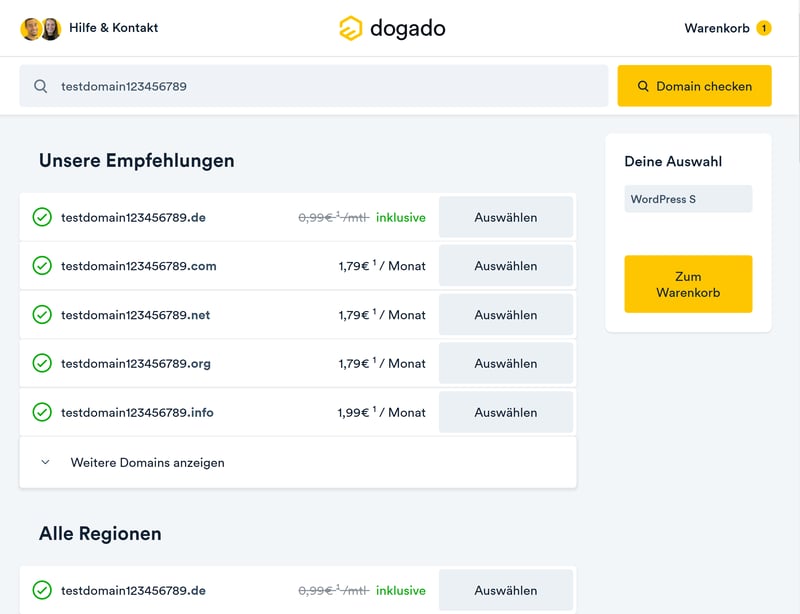 Hilfe & Kontakt
dogado
Warenkorb 1
testdomain123456789
Domain checken
Unsere Empfehlungen
testdomain123456789.de 0,99€ 1/mtl inklusive Auswählen
testdomain123456789.com 1,79€ 1 / Monat Auswählen
testdomain123456789.net 1,79€ 1 / Monat Auswählen
testdomain123456789.org 1,79€ 1 / Monat Auswählen
testdomain123456789.info 1,99€ 1 / Monat Auswählen
Weitere Domains anzeigen
Deine Auswahl
WordPress S
Zum
Warenkorb
Alle Regionen
testdomain123456789.de 0,99€ 1/mtl inklusive Auswählen